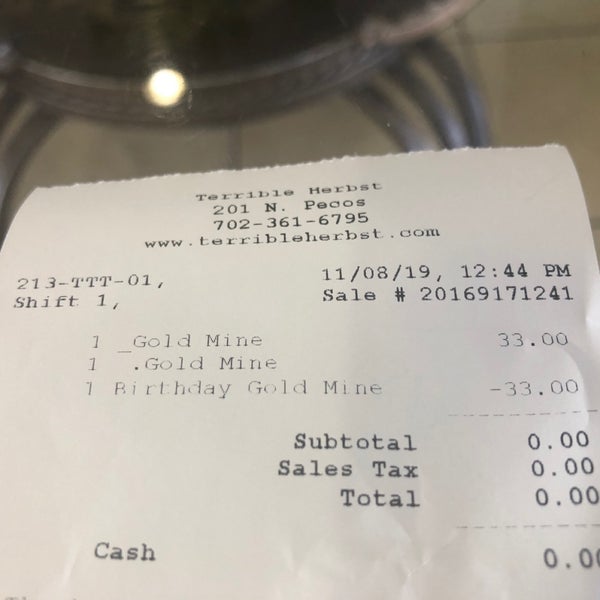 Terrible Herbst
201 N. Pecos
702-361-6795
www.terribleherbst.com
213-TTT-01, 11/08/19, 12:44 PM
Shift 1, Sale # 20169171241
1 _Gold Mine 33.00
1 .Gold Mine
1 Birthday Gold Mine -33.00
Subtotal 0.00
Sales Tax 0.00
Total 0.00
Cash 0.00